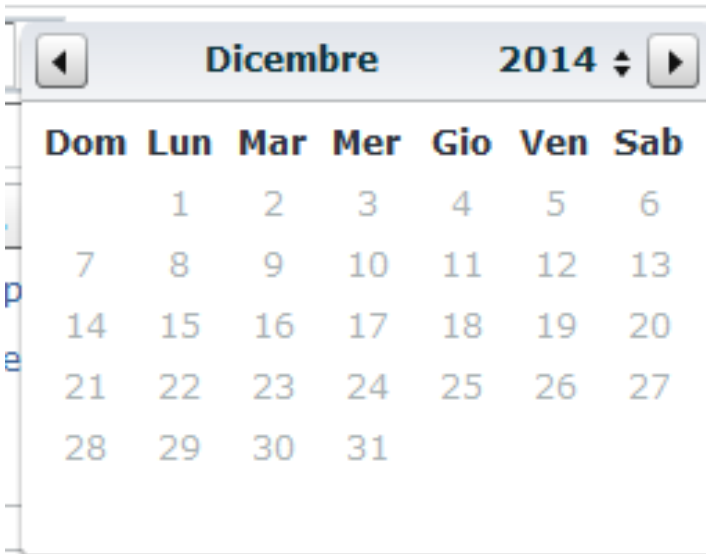 Dicembre 2014
Dom Lun Mar Mer Gio Ven Sab
1 2 3 4 5 6
7 8 9 10 11 12 13
14 15 16 17 18 19 20
21 22 23 24 25 26 27
28 29 30 31
p
e